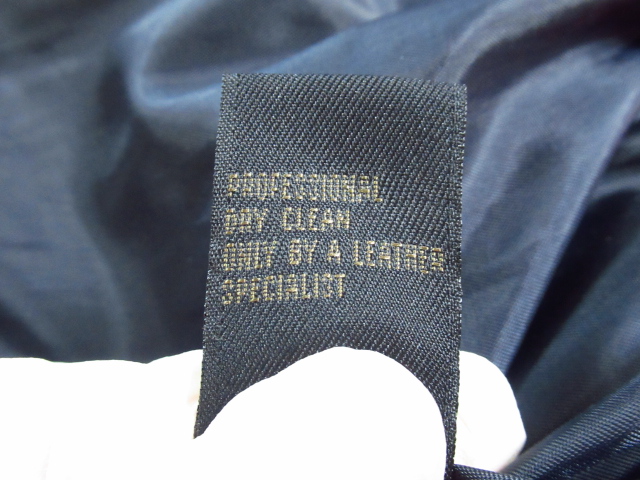 PROFESSIONAL
DRY CLEAN
ONLY BY A LEATHER
SPECIALIST